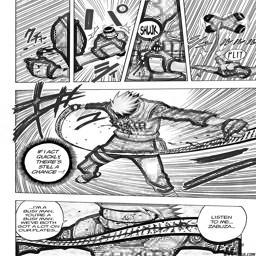 SHUK
FLIT
IF I ACT
QUICKLY
THERE'S
STILL A
CHANCE--!
...I'M A
BUSY MAN.
YOU'RE A
BUSY MAN.
WE'VE BOTH
GOT A LOT ON
OUR PLATES.
LISTEN
TO ME,
ZABUZA...